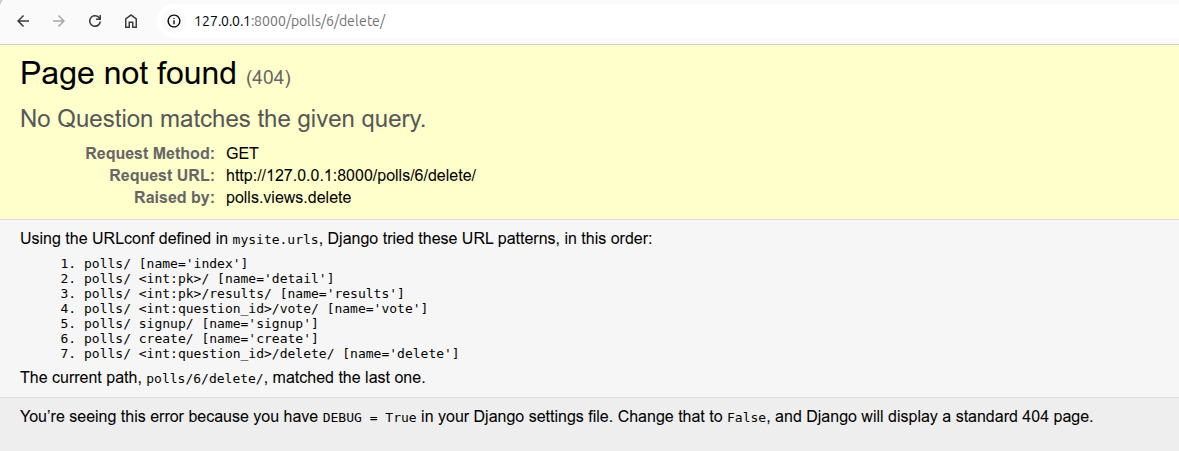 127.0.0.1:8000/polls/6/delete/
Page not found (404)
No Question matches the given query.
Request Method: GET
Request URL: http://127.0.0.1:8000/polls/6/delete/
Raised by: polls.views.delete
Using the URLconf defined in mysite.urls, Django tried these URL patterns, in this order:
1. polls/ [name='index']
2. polls/ <int:pk>/ [name='detail']
3. polls/ <int:pk>/results/ [name='results']
4. polls/ <int:question_id>/vote/ [name='vote']
5. polls/ signup/ [name='signup']
6. polls/ create/ [name='create']
7. polls/ <int:question_id>/delete/ [name='delete']
The current path, polls/6/delete/, matched the last one.
You’re seeing this error because you have DEBUG = True in your Django settings file. Change that to False, and Django will display a standard 404 page.